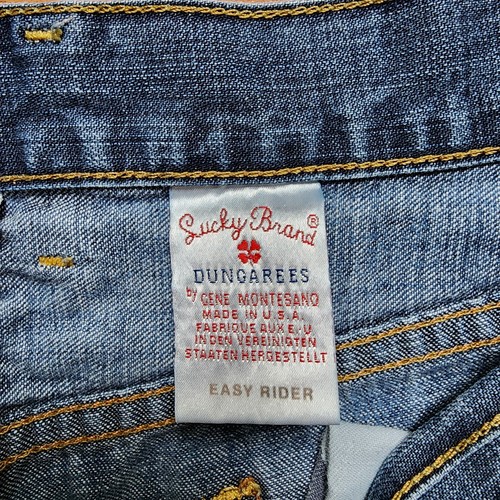 Lucky Brand®
DUNGAREES
by GENE MONTESANO
MADE IN U.S.A.
FABRIQUE AUX E.U
IN DEN VEREINIGTEN
STAATEN HERGESTELLT
EASY RIDER